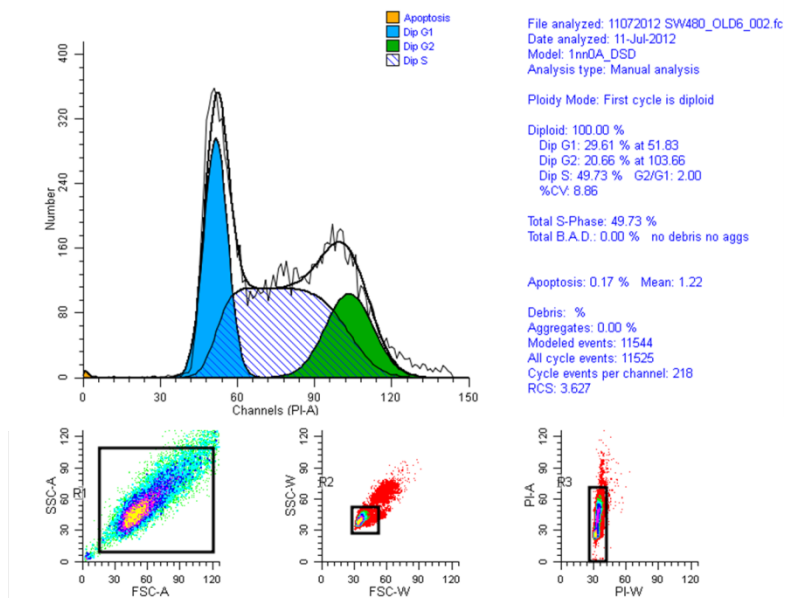 Apoptosis
Dip G1
Dip G2
Dip S
400
320
240
160
80
0
Number
0 30 60 90 120 150
Channels (PI-A)
File analyzed: 11072012 SW480_OLD6_002.fc
Date analyzed: 11-Jul-2012
Model: 1nn0A_DSD
Analysis type: Manual analysis
Ploidy Mode: First cycle is diploid
Diploid: 100.00 %
Dip G1: 29.61 % at 51.83
Dip G2: 20.66 % at 103.66
Dip S: 49.73 % G2/G1: 2.00
%CV: 8.86
Total S-Phase: 49.73 %
Total B.A.D.: 0.00 % no debris no aggs
Apoptosis: 0.17 % Mean: 1.22
Debris: %
Aggregates: 0.00 %
Modeled events: 11544
All cycle events: 11525
Cycle events per channel: 218
RCS: 3.627
120
90
60
30
0
SSC-A
R1
0 30 60 90 120
FSC-A
120
90
60
30
0
SSC-W
R2
0 30 60 90 120
FSC-W
120
90
60
30
0
PI-A
R3
0 30 60 90 120
PI-W